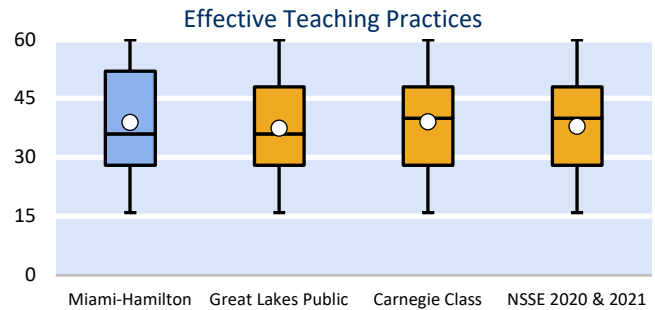 Effective Teaching Practices
60
45
30
15
0
Miami-Hamilton Great Lakes Public Carnegie Class NSSE 2020 & 2021